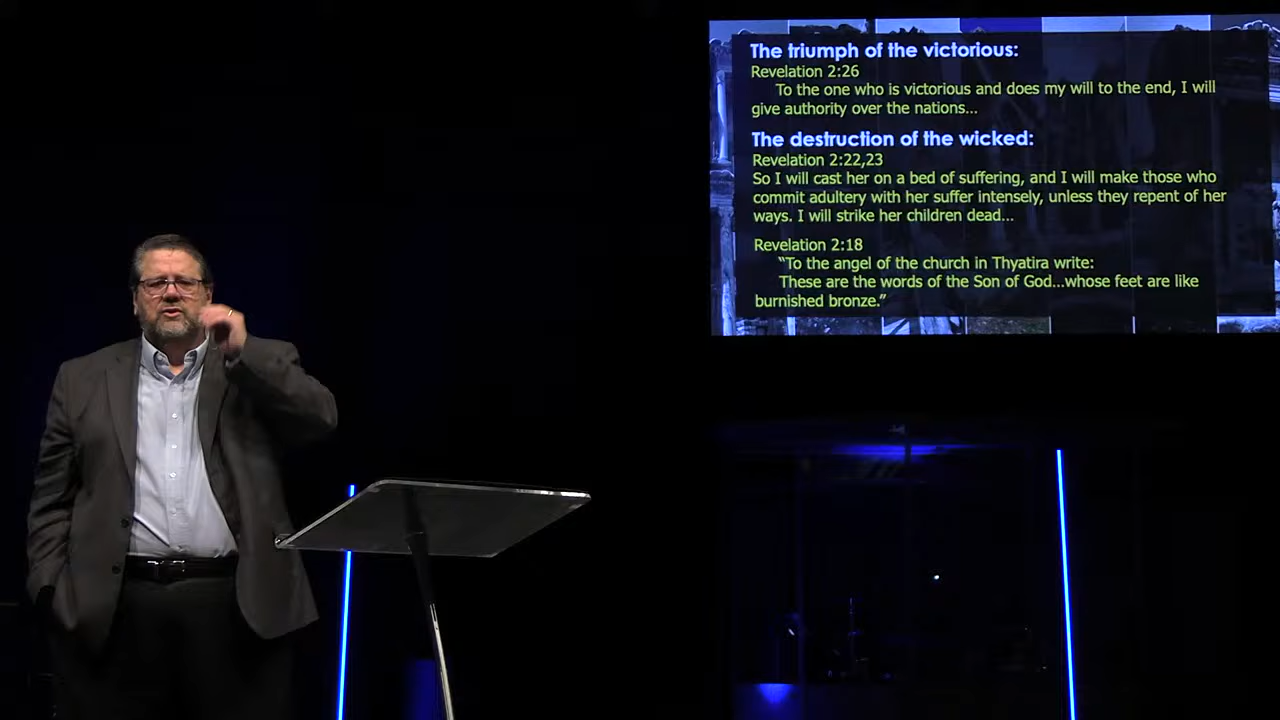 The triumph of the victorious:
Revelation 2:26
To the one who is victorious and does my will to the end, I will
give authority over the nations...
The destruction of the wicked:
Revelation 2:22,23
So I will cast her on a bed of suffering, and I will make those who
commit adultery with her suffer intensely, unless they repent of her
ways. I will strike her children dead...
Revelation 2:18
“To the angel of the church in Thyatira write:
These are the words of the Son of God...whose feet are like
burnished bronze.”